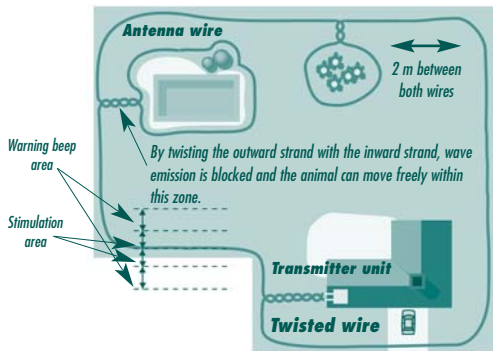 Antenna wire
2 m between
both wires
Warning beep
area
By twisting the outward strand with the inward strand, wave
emission is blocked and the animal can move freely within
this zone.
Stimulation
area
Transmitter unit
Twisted wire